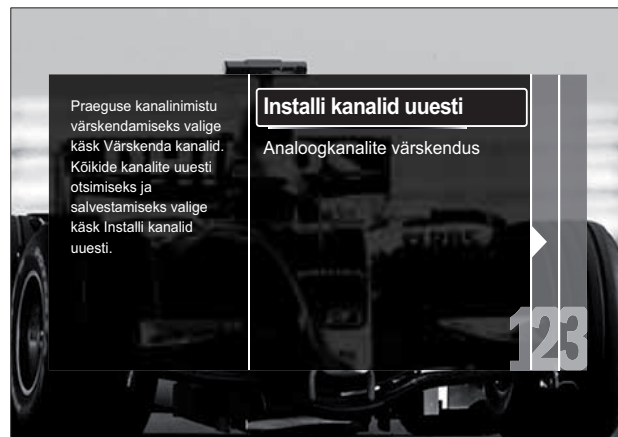 Praeguse kanalinimistu
värskendamiseks valige
käsk Värskenda kanalid.
Kõikide kanalite uuesti
otsimiseks ja
salvestamiseks valige
käsk Installi kanalid
uuesti.
Installi kanalid uuesti
Analoogkanalite värskendus
123